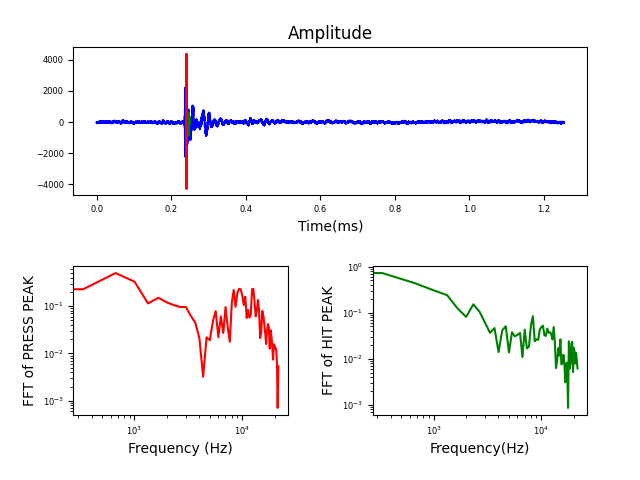 Amplitude
4000
2000
0
−2000
−4000
0.0 0.2 0.4 0.6 0.8 1.0 1.2
Time(ms)
FFT of PRESS PEAK
10⁻¹
10⁻²
10⁻³
10³ 10⁴
Frequency (Hz)
FFT of HIT PEAK
10⁰
10⁻¹
10⁻²
10⁻³
10³ 10⁴
Frequency(Hz)